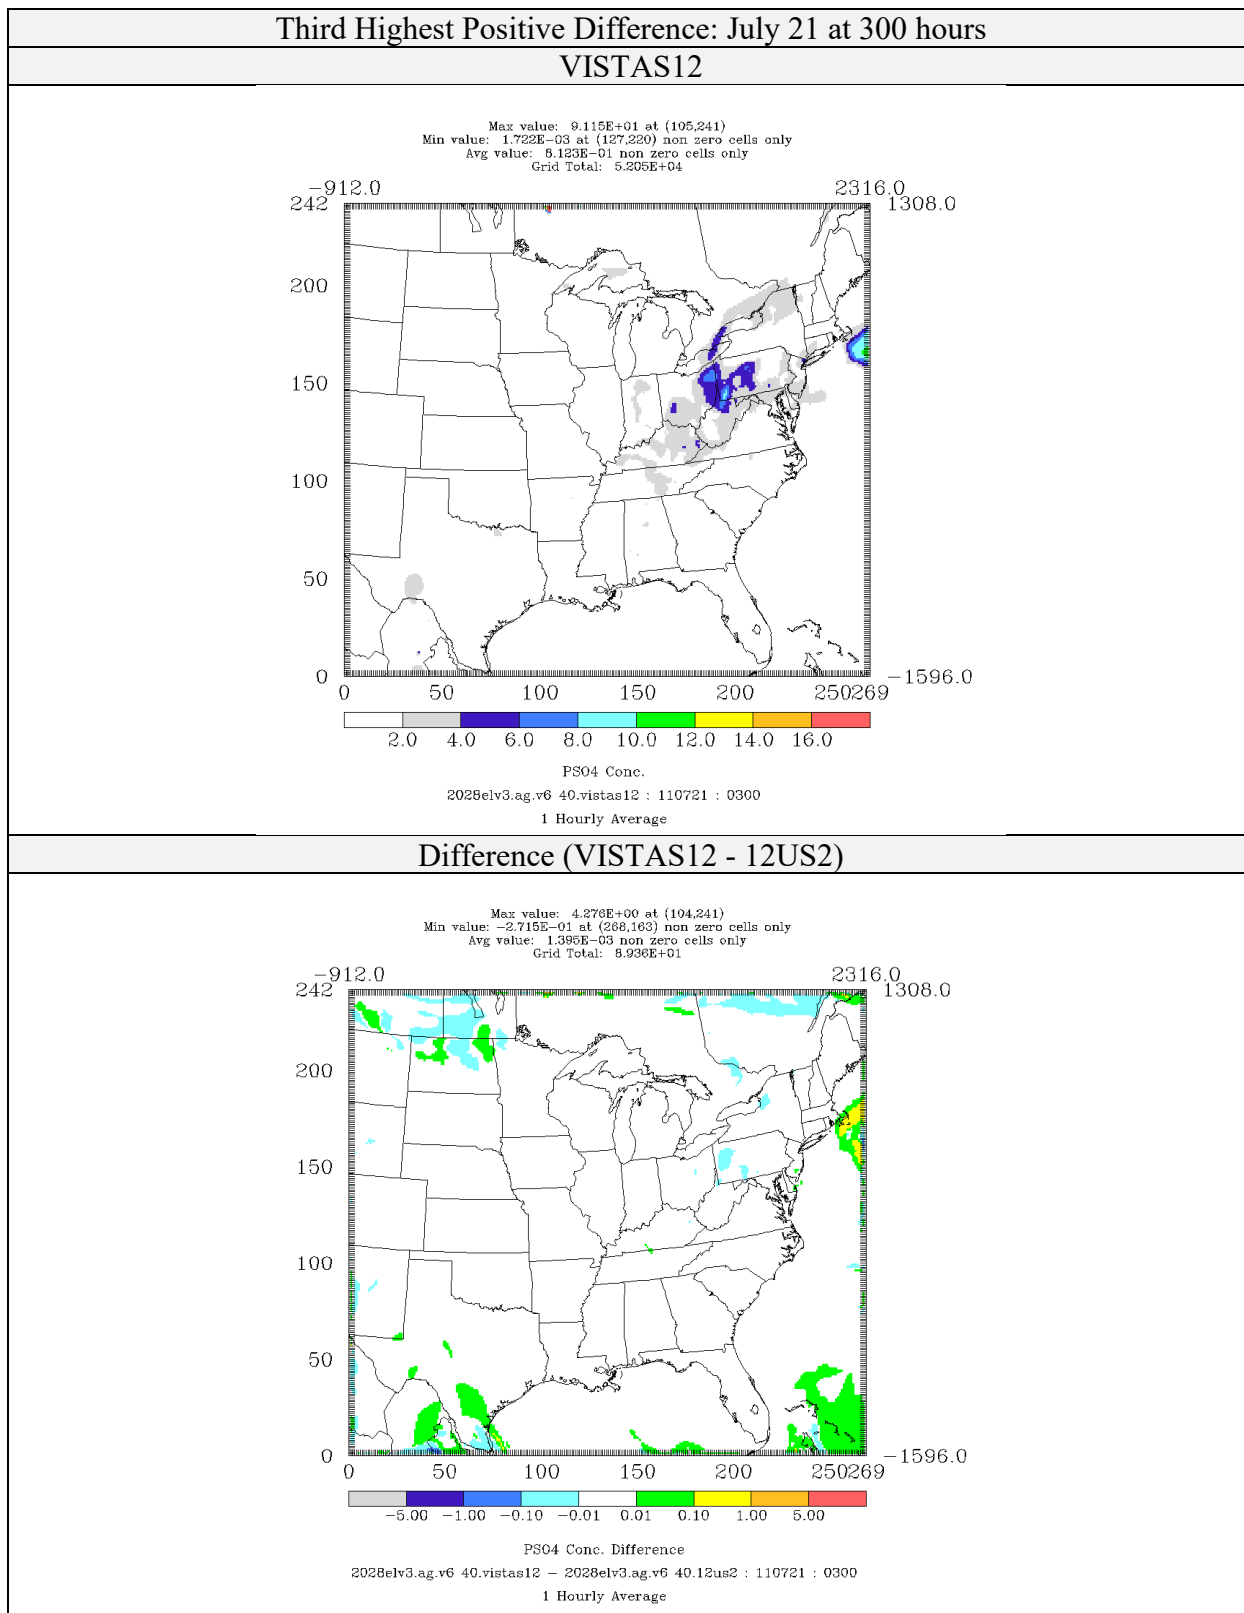 Third Highest Positive Difference: July 21 at 300 hours
VISTAS12
Max value: 9.115E+01 at (105,241)
Min value: 1.722E-03 at (127,220) non zero cells only
Avg value: 8.123E-01 non zero cells only
Grid Total: 5.205E+04
-912.0 2316.0
242 1308.0
200
150
100
50
0 -1596.0
0 50 100 150 200 250269
2.0 4.0 6.0 8.0 10.0 12.0 14.0 16.0
PSO4 Conc.
2028elv3.ag.v6 40.vistas12 : 110721 : 0300
1 Hourly Average
Difference (VISTAS12 - 12US2)
Max value: 4.276E+00 at (104,241)
Min value: -2.715E-01 at (268,163) non zero cells only
Avg value: 1.395E-03 non zero cells only
Grid Total: 8.936E+01
-912.0 2316.0
242 1308.0
200
150
100
50
0 -1596.0
0 50 100 150 200 250269
-5.00 -1.00 -0.10 -0.01 0.01 0.10 1.00 5.00
PSO4 Conc. Difference
2028elv3.ag.v6 40.vistas12 - 2028elv3.ag.v6 40.12us2 : 110721 : 0300
1 Hourly Average